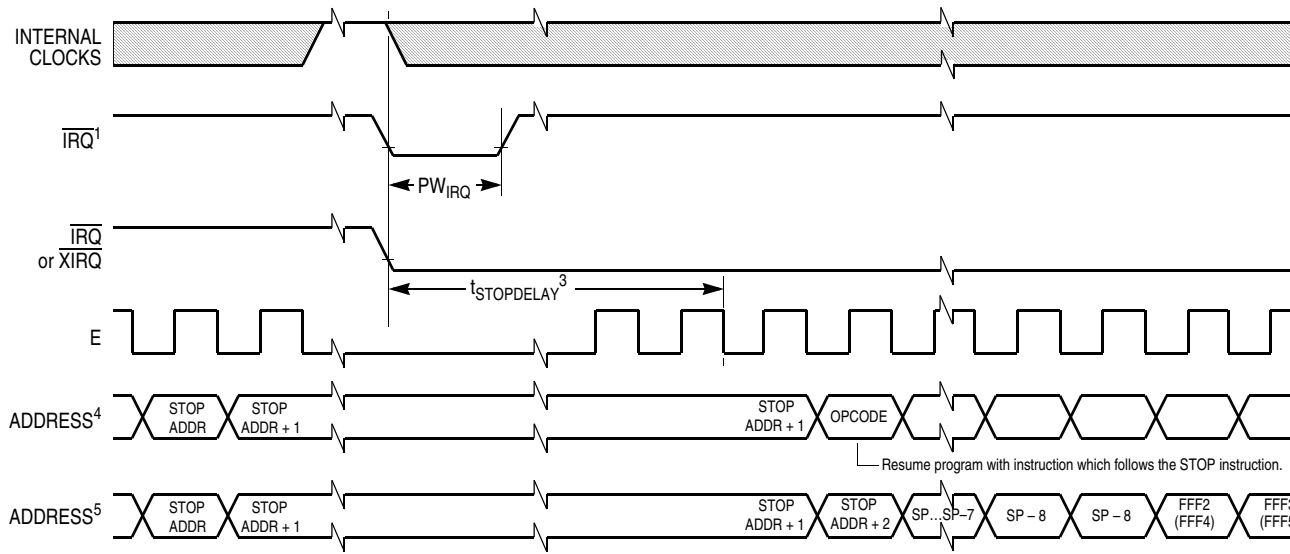 INTERNAL
CLOCKS
IRQ1
PWIRQ
IRQ
or XIRQ
tSTOPDELAY3
E
ADDRESS4
STOP
ADDR
STOP
ADDR + 1
STOP
ADDR + 1
OPCODE
Resume program with instruction which follows the STOP instruction.
ADDRESS5
STOP
ADDR
STOP
ADDR + 1
STOP
ADDR + 1
STOP
ADDR + 2
SP…SP–7
SP – 8
SP – 8
FFF2
(FFF4)
FFF3
(FFF5